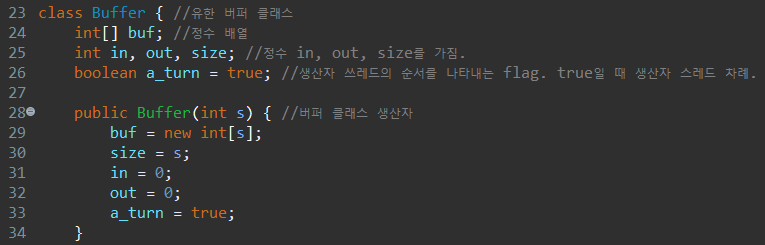 23 class Buffer { //유한 버퍼 클래스
24     int[] buf; //정수 배열
25     int in, out, size; //정수 in, out, size를 가짐.
26     boolean a_turn = true; //생산자 쓰레드의 순서를 나타내는 flag. true일 때 생산자 스레드 차례.
27
28     public Buffer(int s) { //버퍼 클래스 생산자
29         buf = new int[s];
30         size = s;
31         in = 0;
32         out = 0;
33         a_turn = true;
34     }